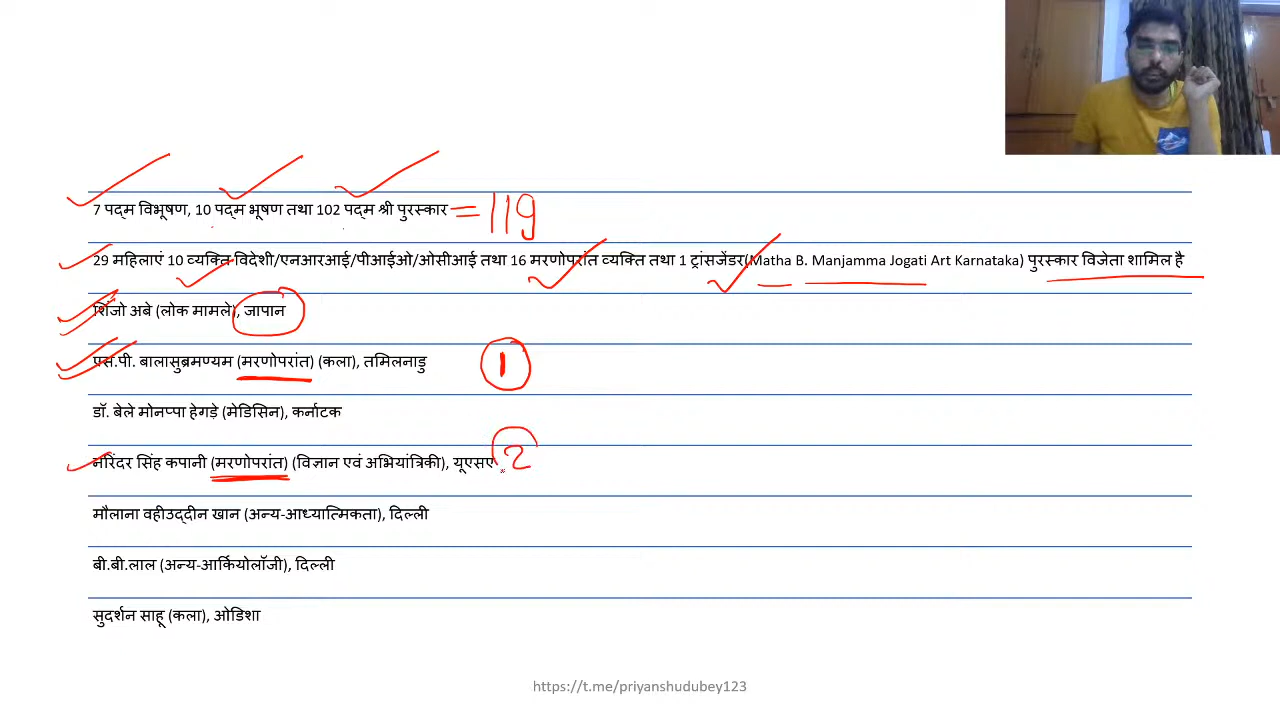 7 पद्म विभूषण, 10 पद्म भूषण तथा 102 पद्म श्री पुरस्कार = 119
29 महिलाएं 10 व्यक्ति विदेशी/एनआरआई/पीआईओ/ओसीआई तथा 16 मरणोपरांत व्यक्ति तथा 1 ट्रांसजेंडर(Matha B. Manjamma Jogati Art Karnataka) पुरस्कार विजेता शामिल है
शिंजो अबे (लोक मामले), जापान
एस.पी. बालासुब्रमण्यम (मरणोपरांत) (कला), तमिलनाडु 1
डॉ. बेले मोनप्पा हेगड़े (मेडिसिन), कर्नाटक
नरिंदर सिंह कपानी (मरणोपरांत) (विज्ञान एवं अभियांत्रिकी), यूएसए 2
मौलाना वहीउद्दीन खान (अन्य-आध्यात्मिकता), दिल्ली
बी.बी.लाल (अन्य-आर्कियोलॉजी), दिल्ली
सुदर्शन साहू (कला), ओडिशा
https://t.me/priyanshudubey123